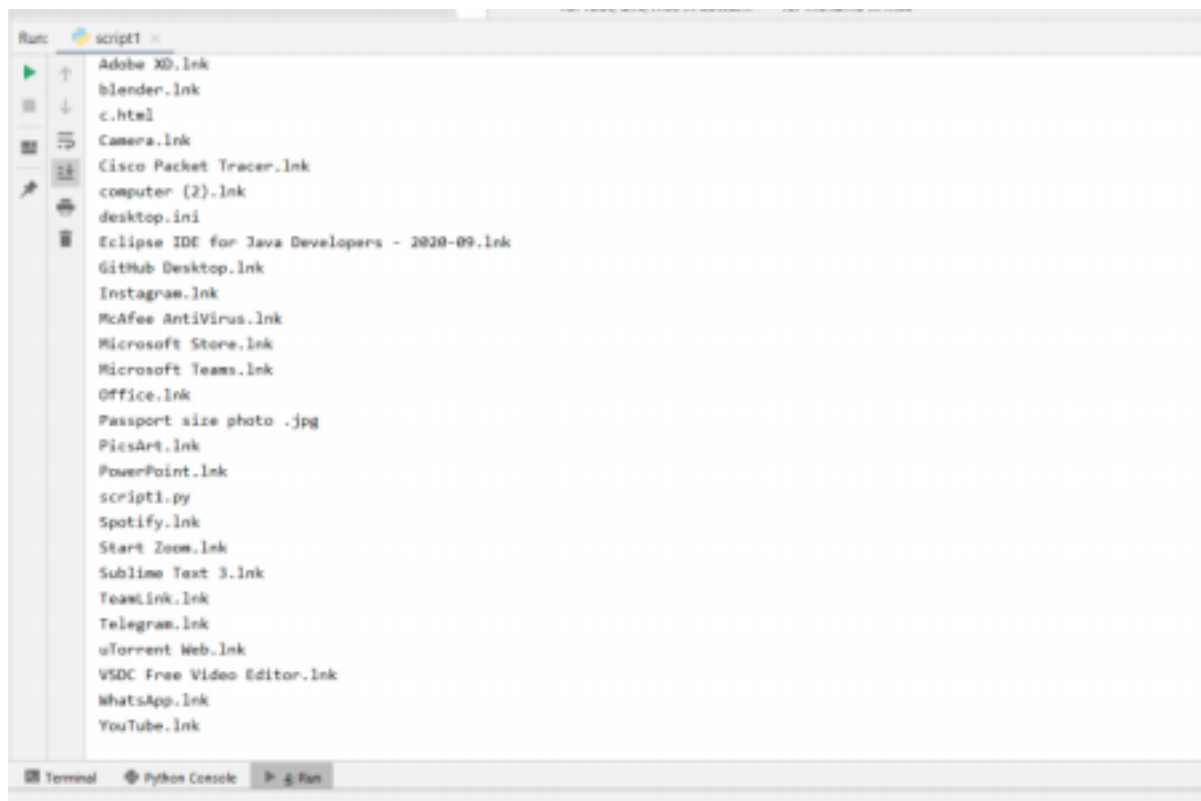 Run: script1
Adobe XD.lnk
blender.lnk
c.html
Camera.lnk
Cisco Packet Tracer.lnk
computer (2).lnk
desktop.ini
Eclipse IDE for Java Developers - 2020-09.lnk
GitHub Desktop.lnk
Instagram.lnk
McAfee AntiVirus.lnk
Microsoft Store.lnk
Microsoft Teams.lnk
Office.lnk
Passport size photo .jpg
PicsArt.lnk
PowerPoint.lnk
script1.py
Spotify.lnk
Start Zoom.lnk
Sublime Text 3.lnk
TeamLink.lnk
Telegram.lnk
uTorrent Web.lnk
VSDC Free Video Editor.lnk
WhatsApp.lnk
YouTube.lnk
Terminal Python Console 4: Run